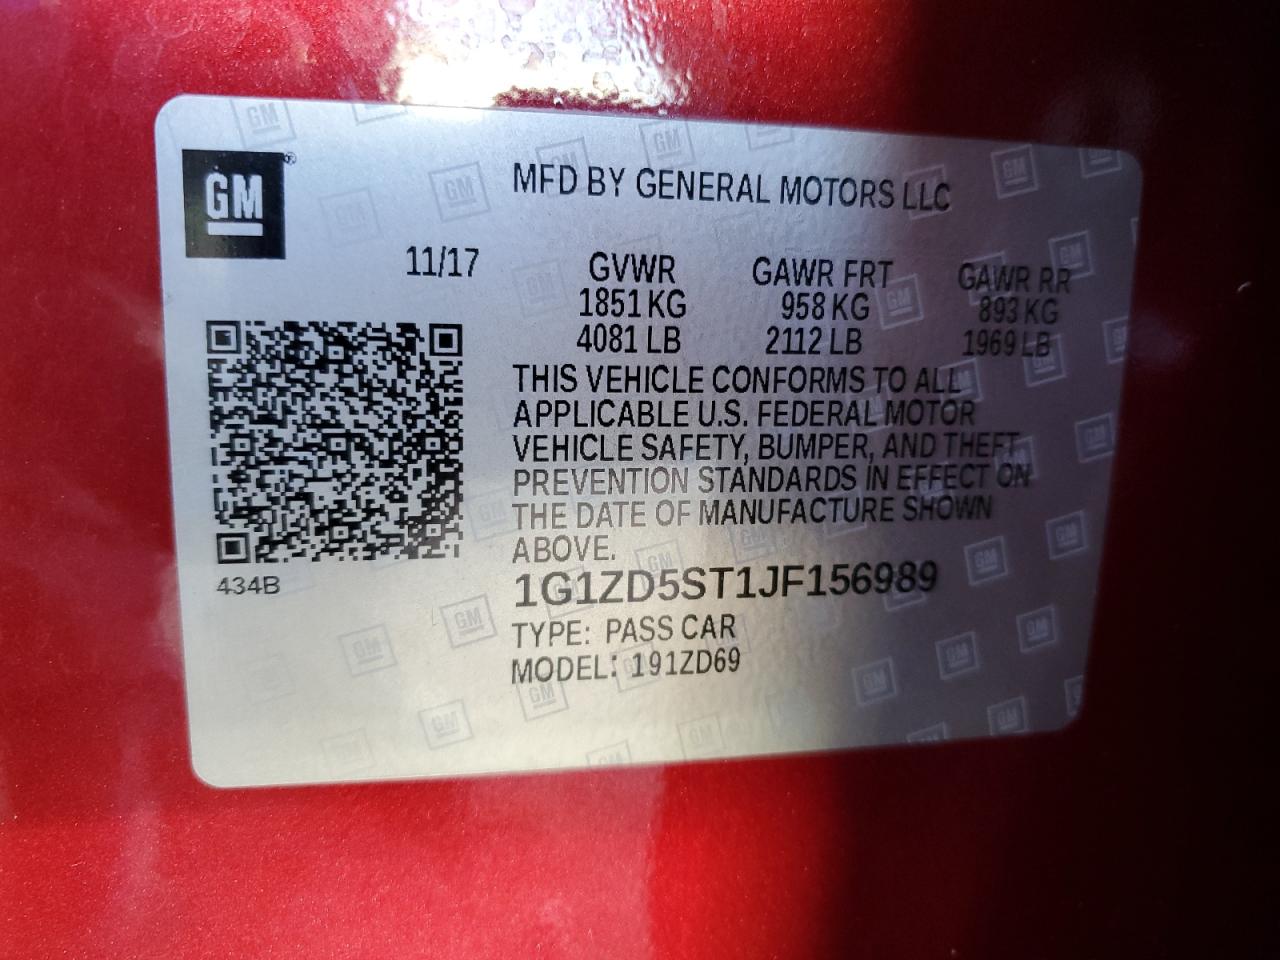 GM®
MFD BY GENERAL MOTORS LLC
11/17
GVWR GAWR FRT GAWR RR
1851 KG 958 KG 893 KG
4081 LB 2112 LB 1969 LB
THIS VEHICLE CONFORMS TO ALL
APPLICABLE U.S. FEDERAL MOTOR
VEHICLE SAFETY, BUMPER, AND THEFT
PREVENTION STANDARDS IN EFFECT ON
THE DATE OF MANUFACTURE SHOWN
ABOVE.
434B
1G1ZD5ST1JF156989
TYPE: PASS CAR
MODEL: 191ZD69